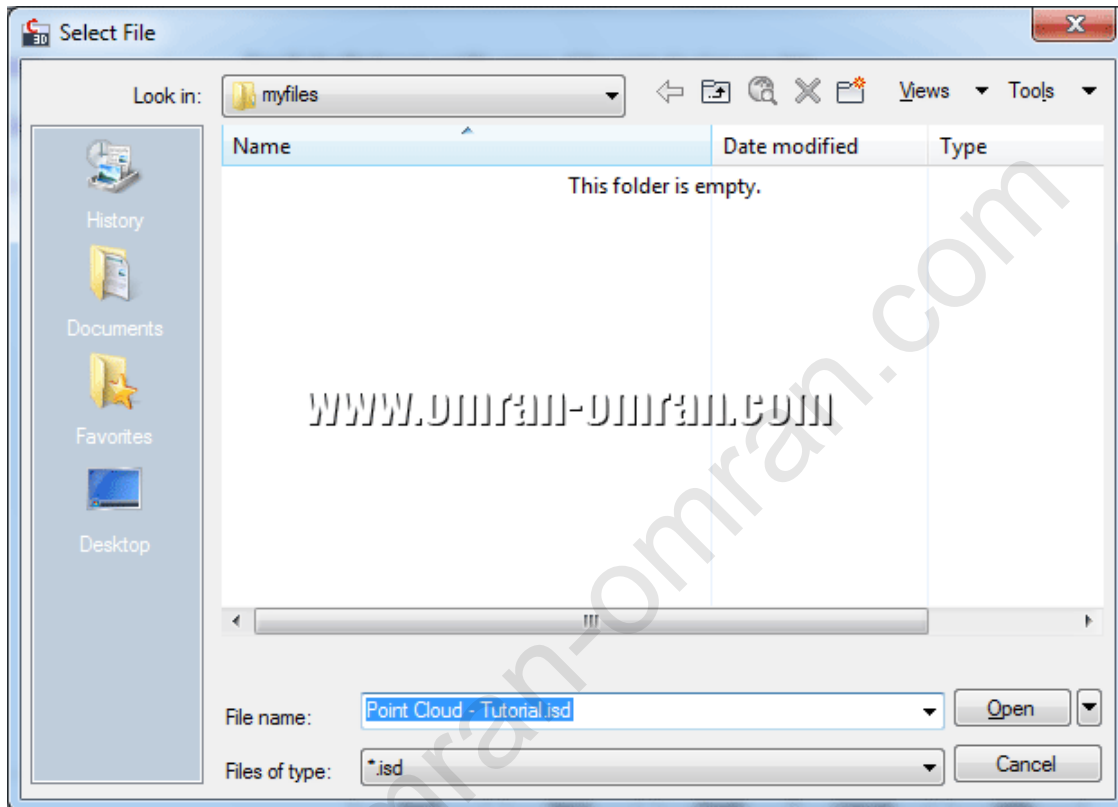 Select File
Look in: myfiles Views Tools
Name Date modified Type
This folder is empty.
History
Documents
Favorites
Desktop
www.omran-omran.com
omran-omran.com
File name: Point Cloud - Tutorial.isd Open
Files of type: *.isd Cancel